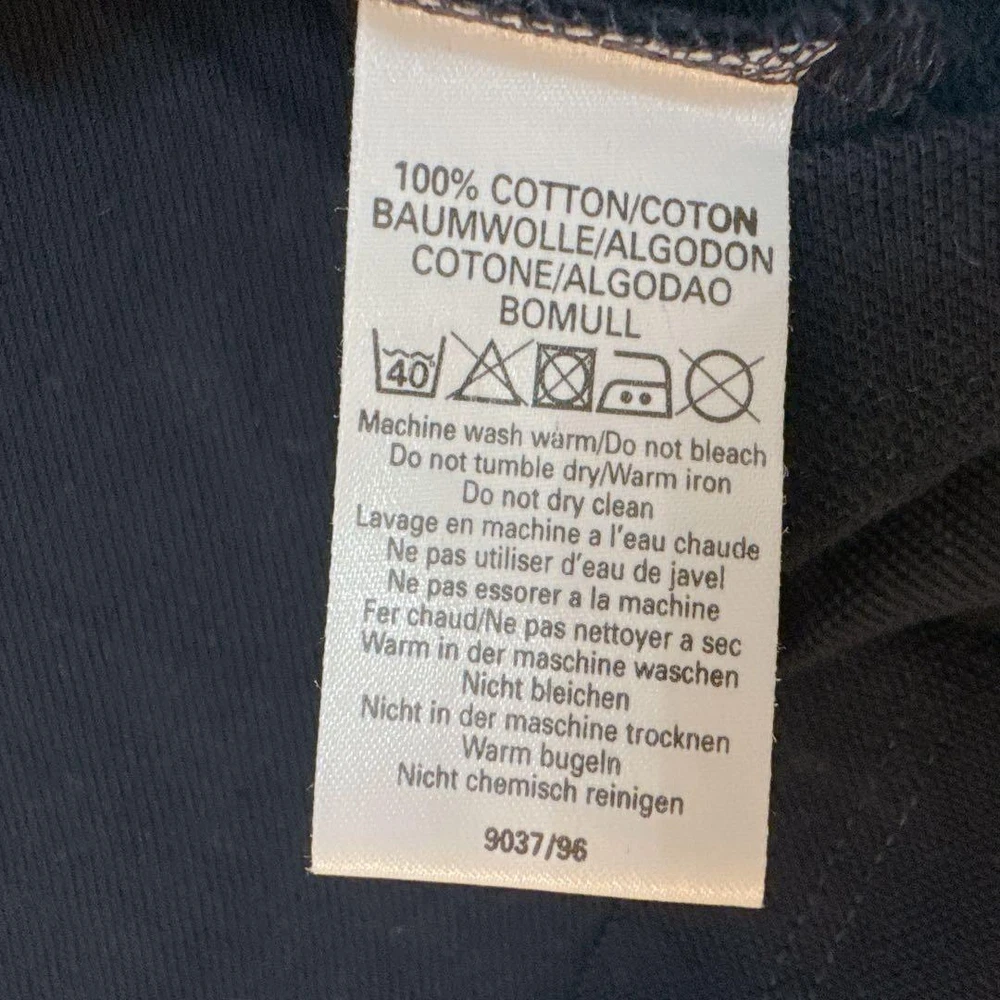 100% COTTON/COTON
BAUMWOLLE/ALGODON
COTONE/ALGODAO
BOMULL
40°
Machine wash warm/Do not bleach
Do not tumble dry/Warm iron
Do not dry clean
Lavage en machine a l'eau chaude
Ne pas utiliser d'eau de javel
Ne pas essorer a la machine
Fer chaud/Ne pas nettoyer a sec
Warm in der maschine waschen
Nicht bleichen
Nicht in der maschine trocknen
Warm bugeln
Nicht chemisch reinigen
9037/96